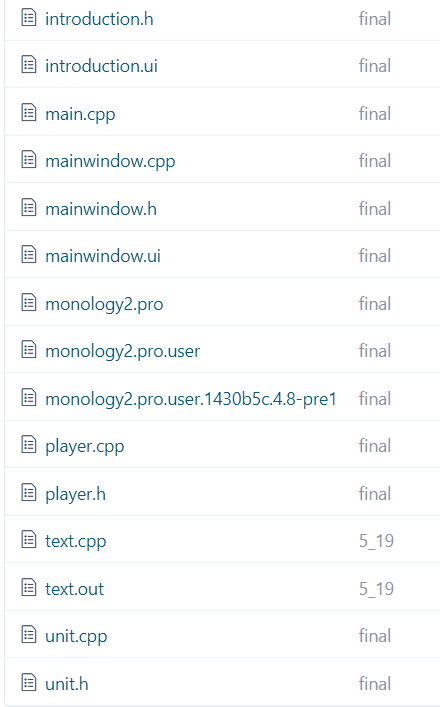 introduction.h final
introduction.ui final
main.cpp final
mainwindow.cpp final
mainwindow.h final
mainwindow.ui final
monology2.pro final
monology2.pro.user final
monology2.pro.user.1430b5c.4.8-pre1 final
player.cpp final
player.h final
text.cpp 5_19
text.out 5_19
unit.cpp final
unit.h final